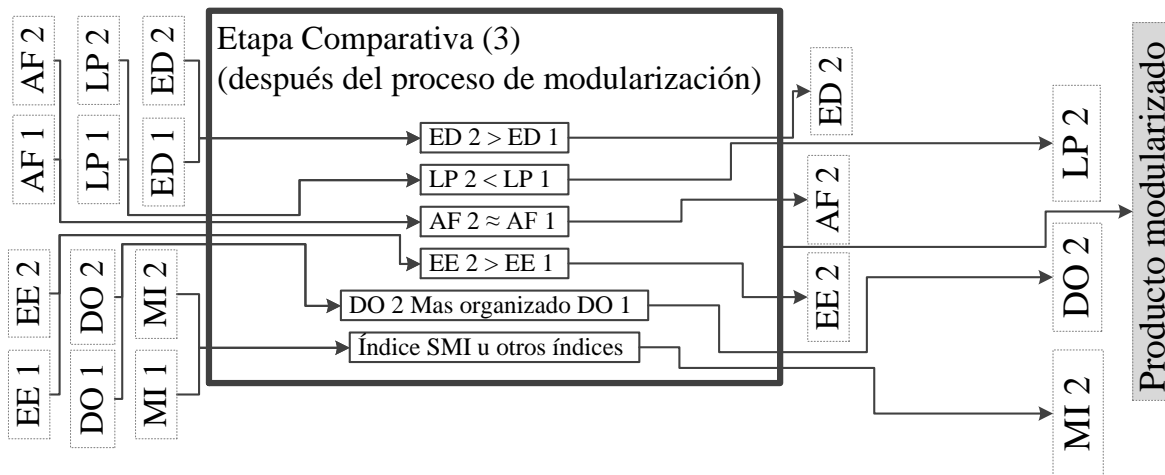 AF 2
LP 2
ED 2
AF 1
LP 1
ED 1
EE 2
DO 2
MI 2
EE 1
DO 1
MI 1
Etapa Comparativa (3)
(después del proceso de modularización)
ED 2 > ED 1
LP 2 < LP 1
AF 2 ≈ AF 1
EE 2 > EE 1
DO 2 Mas organizado DO 1
Índice SMI u otros índices
ED 2
AF 2
EE 2
LP 2
DO 2
MI 2
Producto modularizado